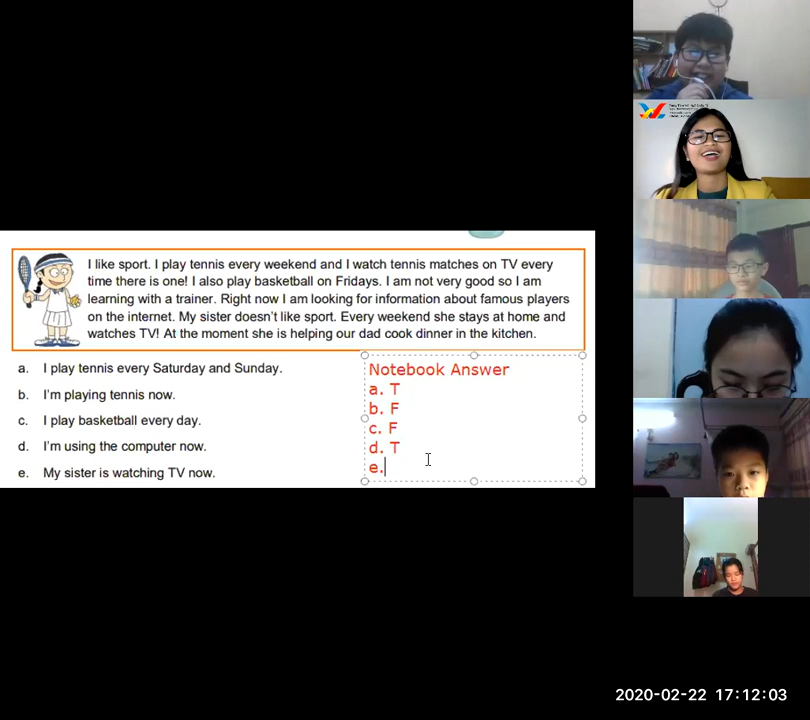 I like sport. I play tennis every weekend and I watch tennis matches on TV every
time there is one! I also play basketball on Fridays. I am not very good so I am
learning with a trainer. Right now I am looking for information about famous players
on the internet. My sister doesn't like sport. Every weekend she stays at home and
watches TV! At the moment she is helping our dad cook dinner in the kitchen.
a. I play tennis every Saturday and Sunday.
b. I'm playing tennis now.
c. I play basketball every day.
d. I'm using the computer now.
e. My sister is watching TV now.
Notebook Answer
a. T
b. F
c. F
d. T
e.
2020-02-22 17:12:03